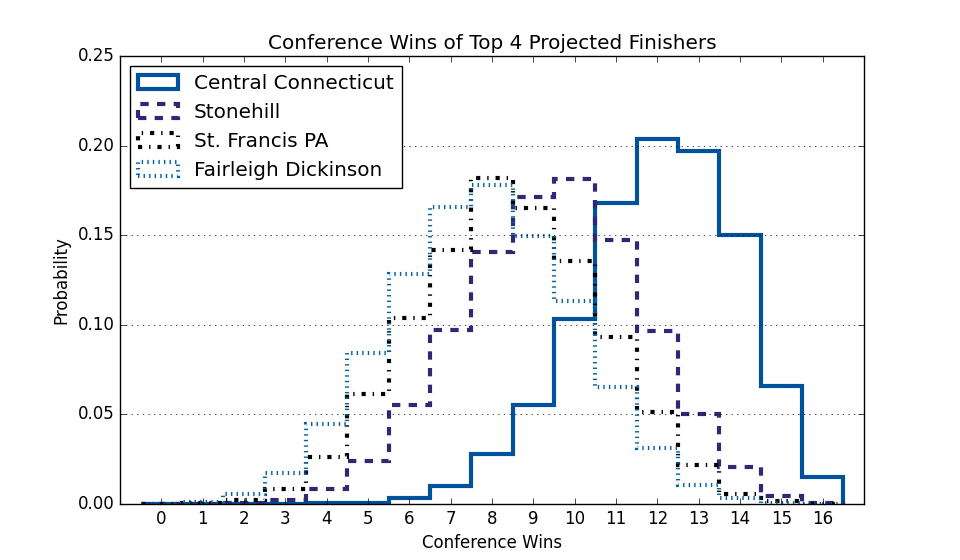 Conference Wins of Top 4 Projected Finishers
0.25
0.20
0.15
0.10
0.05
0.00
Probability
Central Connecticut
Stonehill
St. Francis PA
Fairleigh Dickinson
0 1 2 3 4 5 6 7 8 9 10 11 12 13 14 15 16
Conference Wins